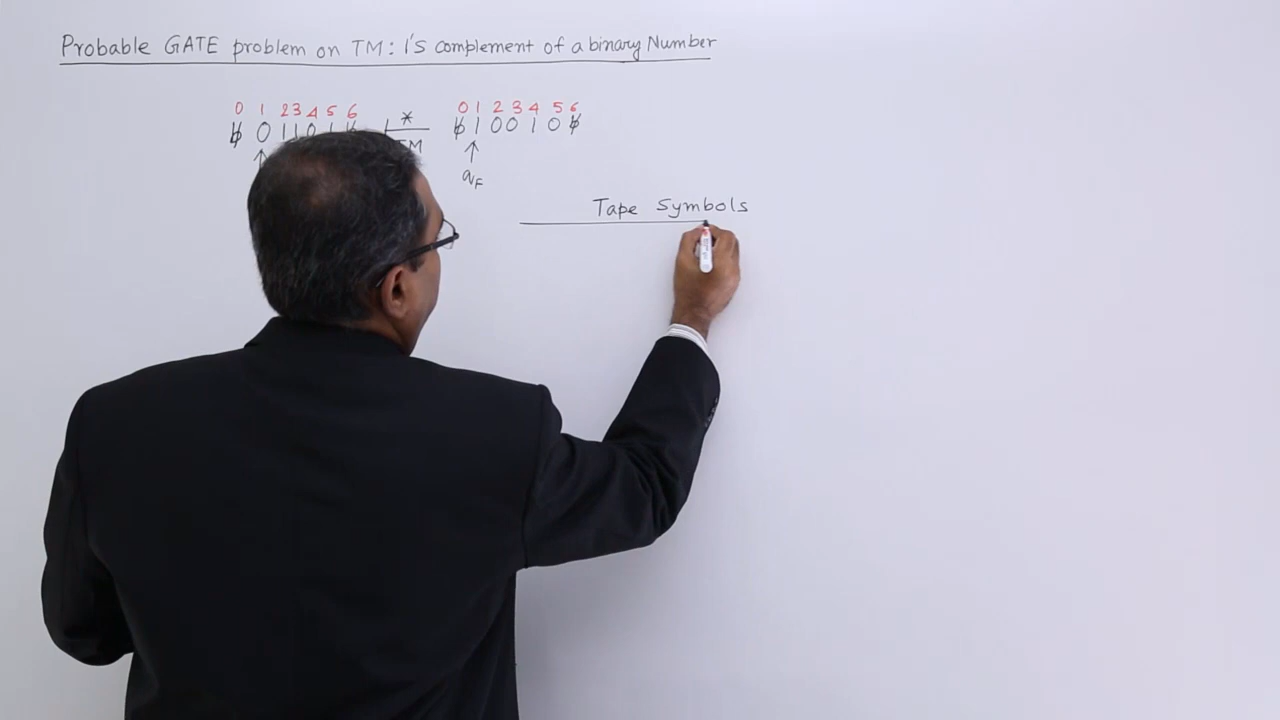 Probable GATE problem on TM: 1's complement of a binary Number
0 1 2 3 4 5 6 0 1 2 3 4 5 6
ƀ 0 1 1 0 1 ƀ |* TM ƀ 1 0 0 1 0 ƀ
↑ ↑
qF
Tape Symbols